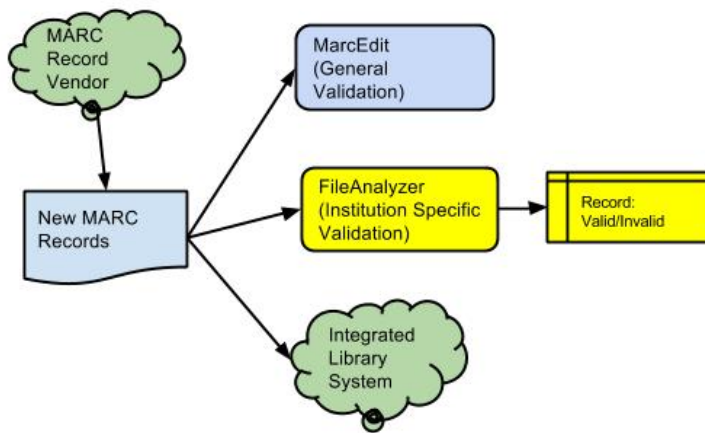 MARC
Record
Vendor
MarcEdit
(General
Validation)
New MARC
Records
FileAnalyzer
(Institution Specific
Validation)
Record:
Valid/Invalid
Integrated
Library
System